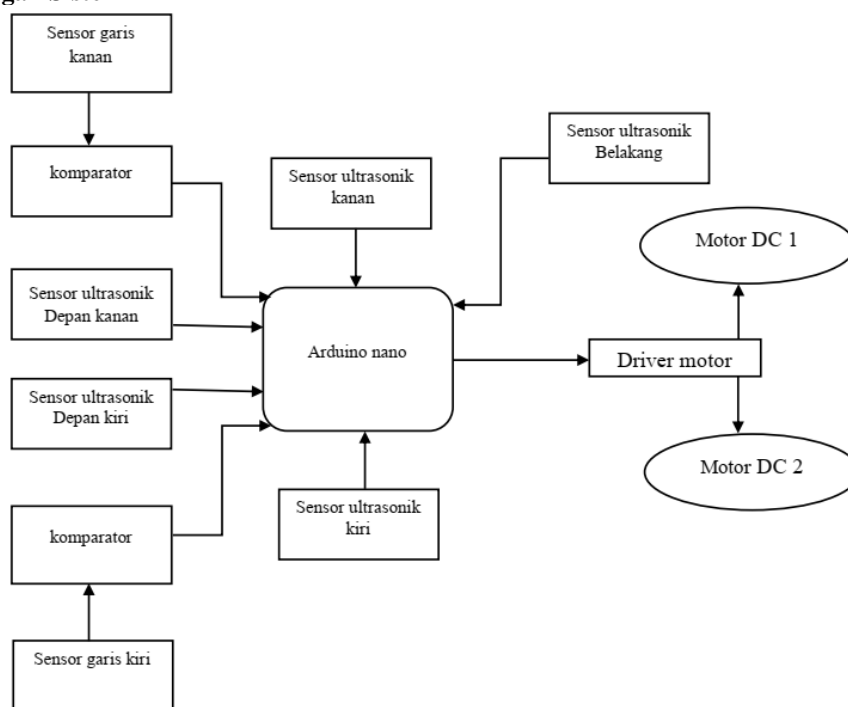 Sensor garis
kanan
komparator
Sensor ultrasonik
Belakang
Sensor ultrasonik
kanan
Motor DC 1
Sensor ultrasonik
Depan kanan
Arduino nano
Driver motor
Sensor ultrasonik
Depan kiri
Motor DC 2
Sensor ultrasonik
kiri
komparator
Sensor garis kiri